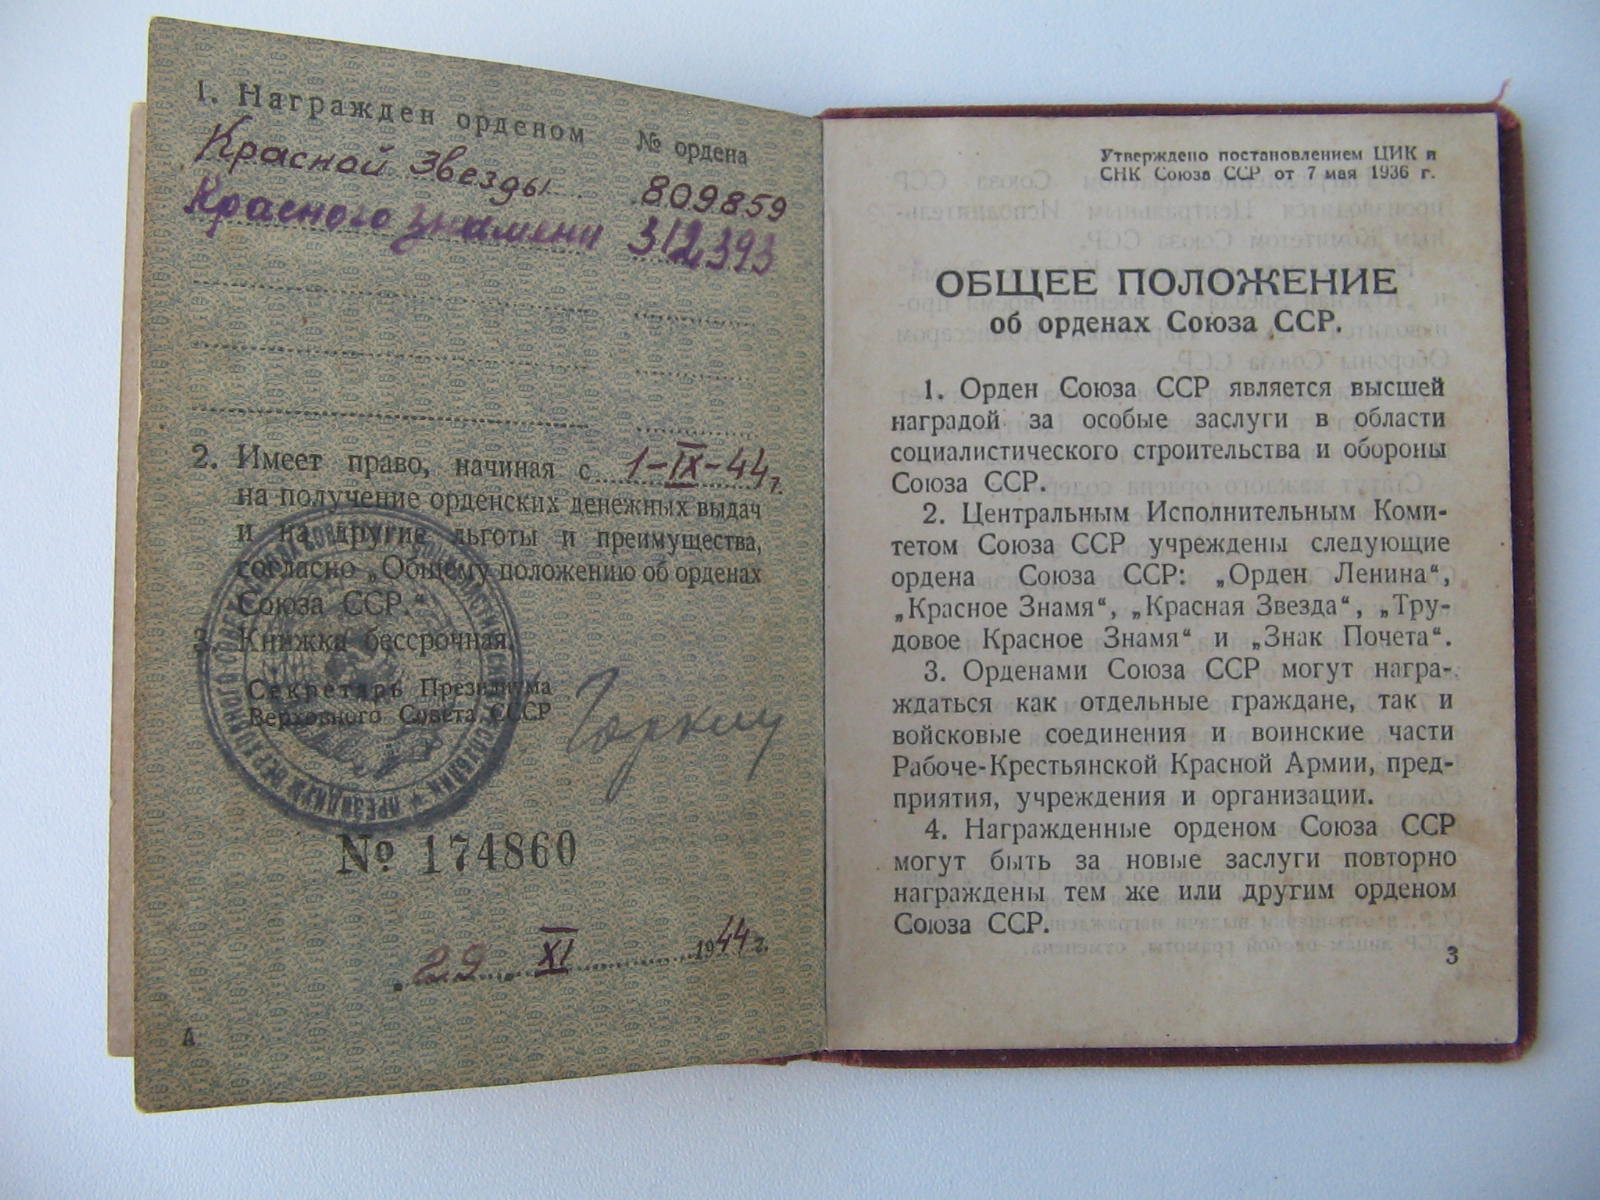 1. Награжден орденом № ордена
Красной Звезды 809859
Красного знамени 312393
2. Имеет право, начиная с 1-IX-44 г.
на получение орденских денежных выдач
и на другие льготы и преимущества,
согласно „Общему положению об орденах
Союза ССР.“
3. Книжка бессрочная.
Секретарь Президиума
Верховного Совета СССР Горкин
№ 174860
29 XI 1944 г.
А
Утверждено постановлением ЦИК и
СНК Союза ССР от 7 мая 1936 г.
ОБЩЕЕ ПОЛОЖЕНИЕ
об орденах Союза ССР.
1. Орден Союза ССР является высшей
наградой за особые заслуги в области
социалистического строительства и обороны
Союза ССР.
2. Центральным Исполнительным Коми-
тетом Союза ССР учреждены следующие
ордена Союза ССР: „Орден Ленина“,
„Красное Знамя“, „Красная Звезда“, „Тру-
довое Красное Знамя“ и „Знак Почета“.
3. Орденами Союза ССР могут награ-
ждаться как отдельные граждане, так и
войсковые соединения и воинские части
Рабоче-Крестьянской Красной Армии, пред-
приятия, учреждения и организации.
4. Награжденные орденом Союза ССР
могут быть за новые заслуги повторно
награждены тем же или другим орденом
Союза ССР.
3